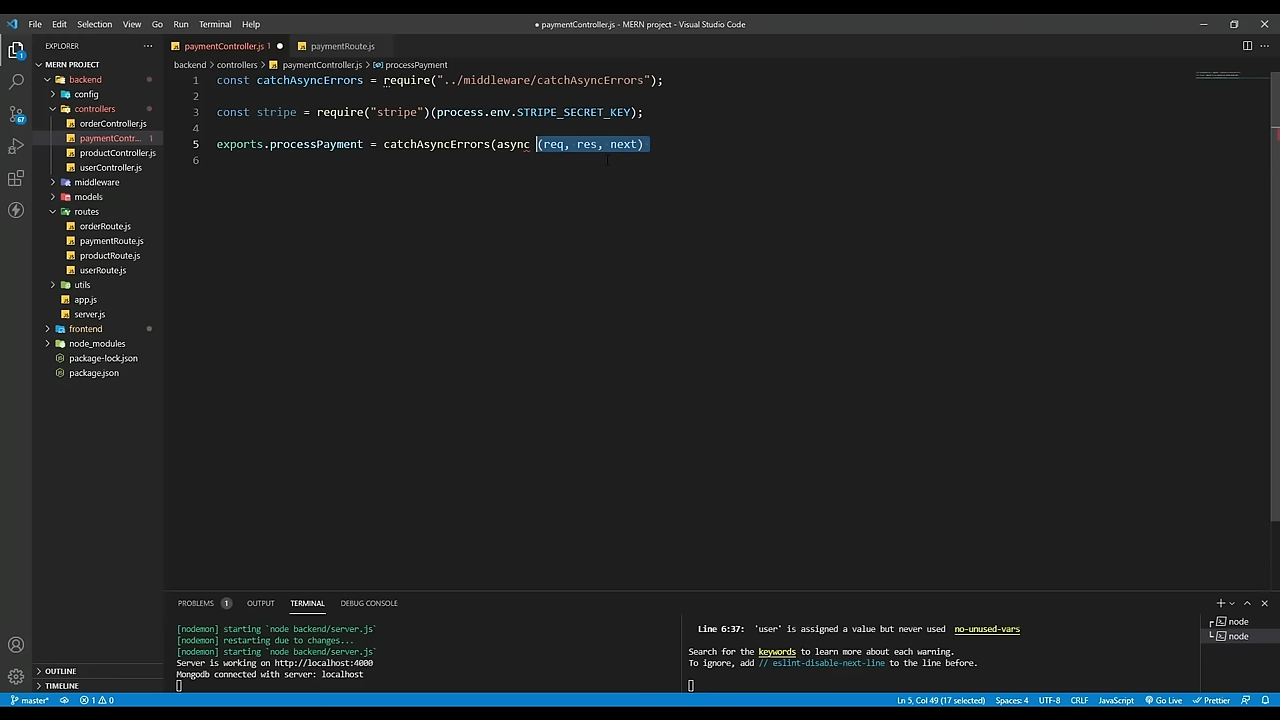 File Edit Selection View Go Run Terminal Help
● paymentController.js - MERN project - Visual Studio Code
EXPLORER
MERN PROJECT
backend
config
controllers
orderController.js
paymentContr... 1
productController.js
userController.js
middleware
models
routes
orderRoute.js
paymentRoute.js
productRoute.js
userRoute.js
utils
app.js
server.js
frontend
node_modules
package-lock.json
package.json
OUTLINE
TIMELINE
paymentController.js 1 ●
paymentRoute.js
backend > controllers > paymentController.js > processPayment
1 const catchAsyncErrors = require("../middleware/catchAsyncErrors");
2
3 const stripe = require("stripe")(process.env.STRIPE_SECRET_KEY);
4
5 exports.processPayment = catchAsyncErrors(async (req, res, next)
6
PROBLEMS 1 OUTPUT TERMINAL DEBUG CONSOLE
[nodemon] starting `node backend/server.js`
[nodemon] restarting due to changes...
[nodemon] starting `node backend/server.js`
Server is working on http://localhost:4000
Mongodb connected with server: localhost
Line 6:37: 'user' is assigned a value but never used no-unused-vars
Search for the keywords to learn more about each warning.
To ignore, add // eslint-disable-next-line to the line before.
node
node
master* 1 0 Ln 5, Col 49 (17 selected) Spaces: 4 UTF-8 CRLF JavaScript Go Live Prettier